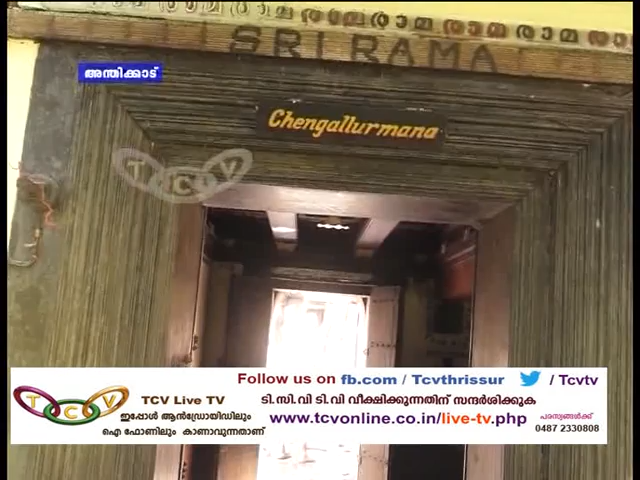 രാമ രാമ രാമ രാമ രാമ രാമ
SRI RAMA
അന്തിക്കാട്
Chengallurmana
TCV
Follow us on fb.com / Tcvthrissur / Tcvtv
TCV
TCV Live TV
ഇപ്പോൾ ആൻഡ്രോയിഡിലും
ഐ ഫോണിലും കാണാവുന്നതാണ്
ടി.സി.വി ടി.വി വീക്ഷിക്കുന്നതിന് സന്ദർശിക്കുക
www.tcvonline.co.in/live-tv.php
പരസ്യങ്ങൾക്ക്
0487 2330808